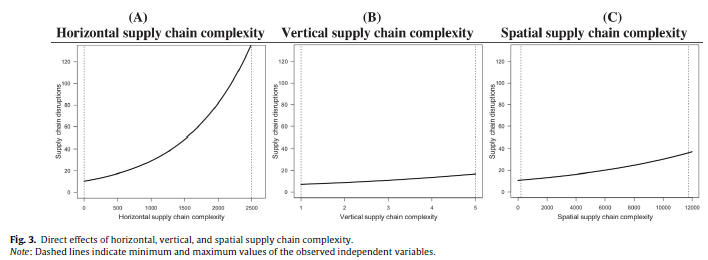 (A)
Horizontal supply chain complexity
120
100
80
60
40
20
0
Supply chain disruptions
0 500 1000 1500 2000 2500
Horizontal supply chain complexity
(B)
Vertical supply chain complexity
120
100
80
60
40
20
0
Supply chain disruptions
1 2 3 4 5
Vertical supply chain complexity
(C)
Spatial supply chain complexity
120
100
80
60
40
20
0
Supply chain disruptions
0 2000 4000 6000 8000 10000 12000
Spatial supply chain complexity
Fig. 3. Direct effects of horizontal, vertical, and spatial supply chain complexity.
Note: Dashed lines indicate minimum and maximum values of the observed independent variables.